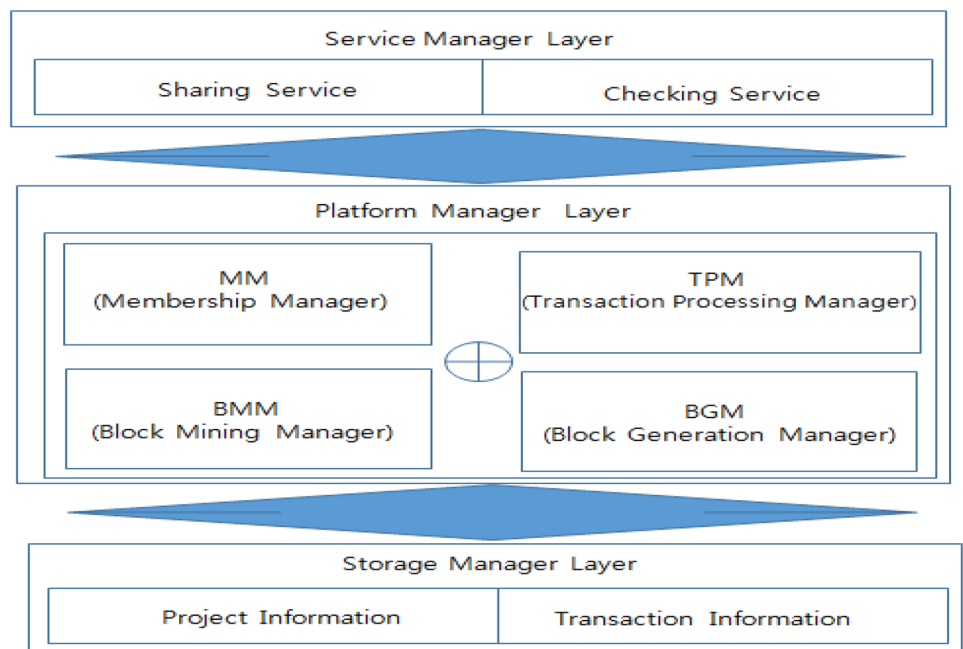 Service Manager Layer
Sharing Service
Checking Service
Platform Manager Layer
MM
(Membership Manager)
TPM
(Transaction Processing Manager)
BMM
(Block Mining Manager)
BGM
(Block Generation Manager)
Storage Manager Layer
Project Information
Transaction Information